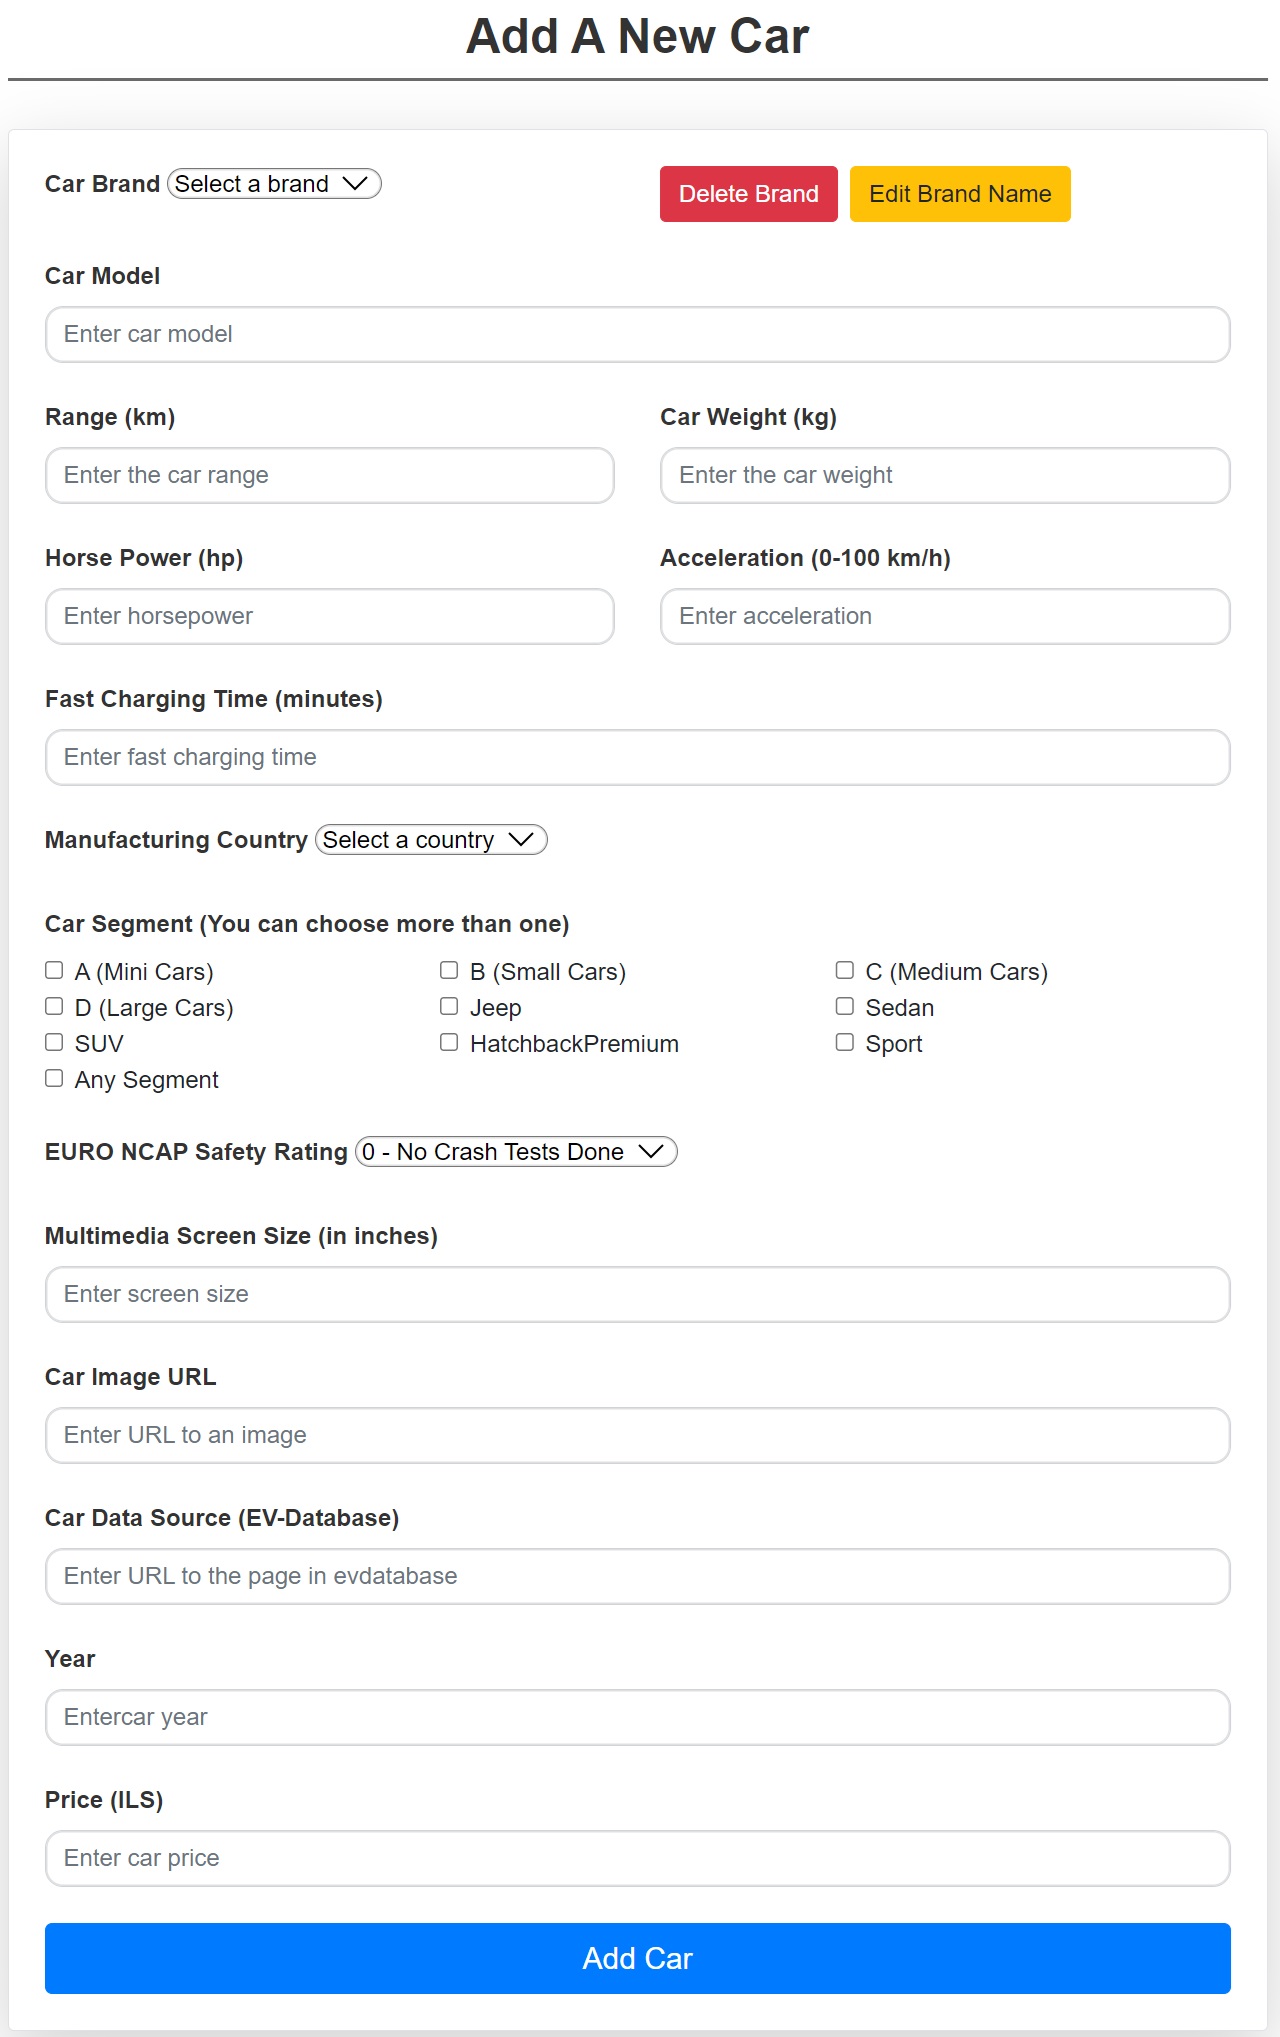 Add A New Car
Car Brand Select a brand Delete Brand Edit Brand Name
Car Model
Enter car model
Range (km) Car Weight (kg)
Enter the car range Enter the car weight
Horse Power (hp) Acceleration (0-100 km/h)
Enter horsepower Enter acceleration
Fast Charging Time (minutes)
Enter fast charging time
Manufacturing Country Select a country
Car Segment (You can choose more than one)
A (Mini Cars) B (Small Cars) C (Medium Cars)
D (Large Cars) Jeep Sedan
SUV HatchbackPremium Sport
Any Segment
EURO NCAP Safety Rating 0 - No Crash Tests Done
Multimedia Screen Size (in inches)
Enter screen size
Car Image URL
Enter URL to an image
Car Data Source (EV-Database)
Enter URL to the page in evdatabase
Year
Entercar year
Price (ILS)
Enter car price
Add Car